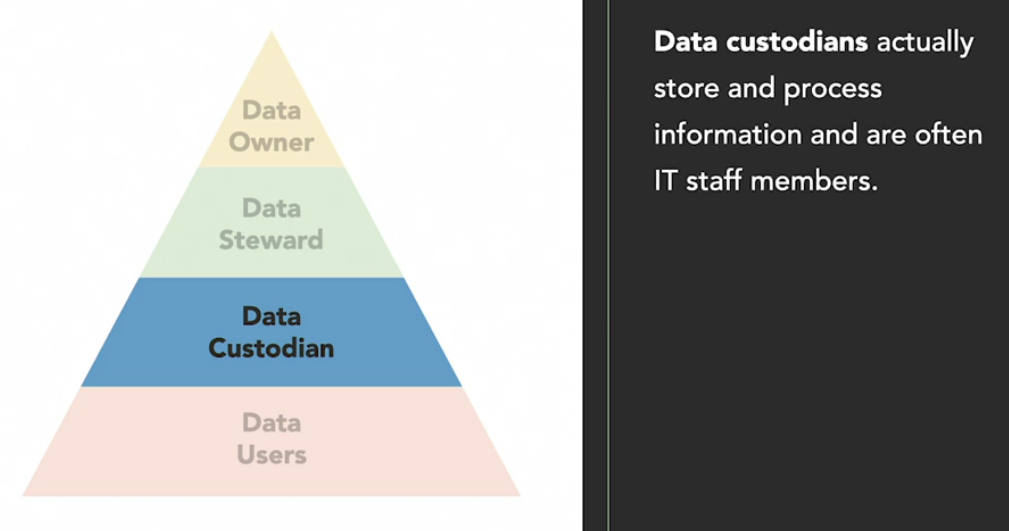 Data
Owner
Data
Steward
Data
Custodian
Data
Users
Data custodians actually
store and process
information and are often
IT staff members.